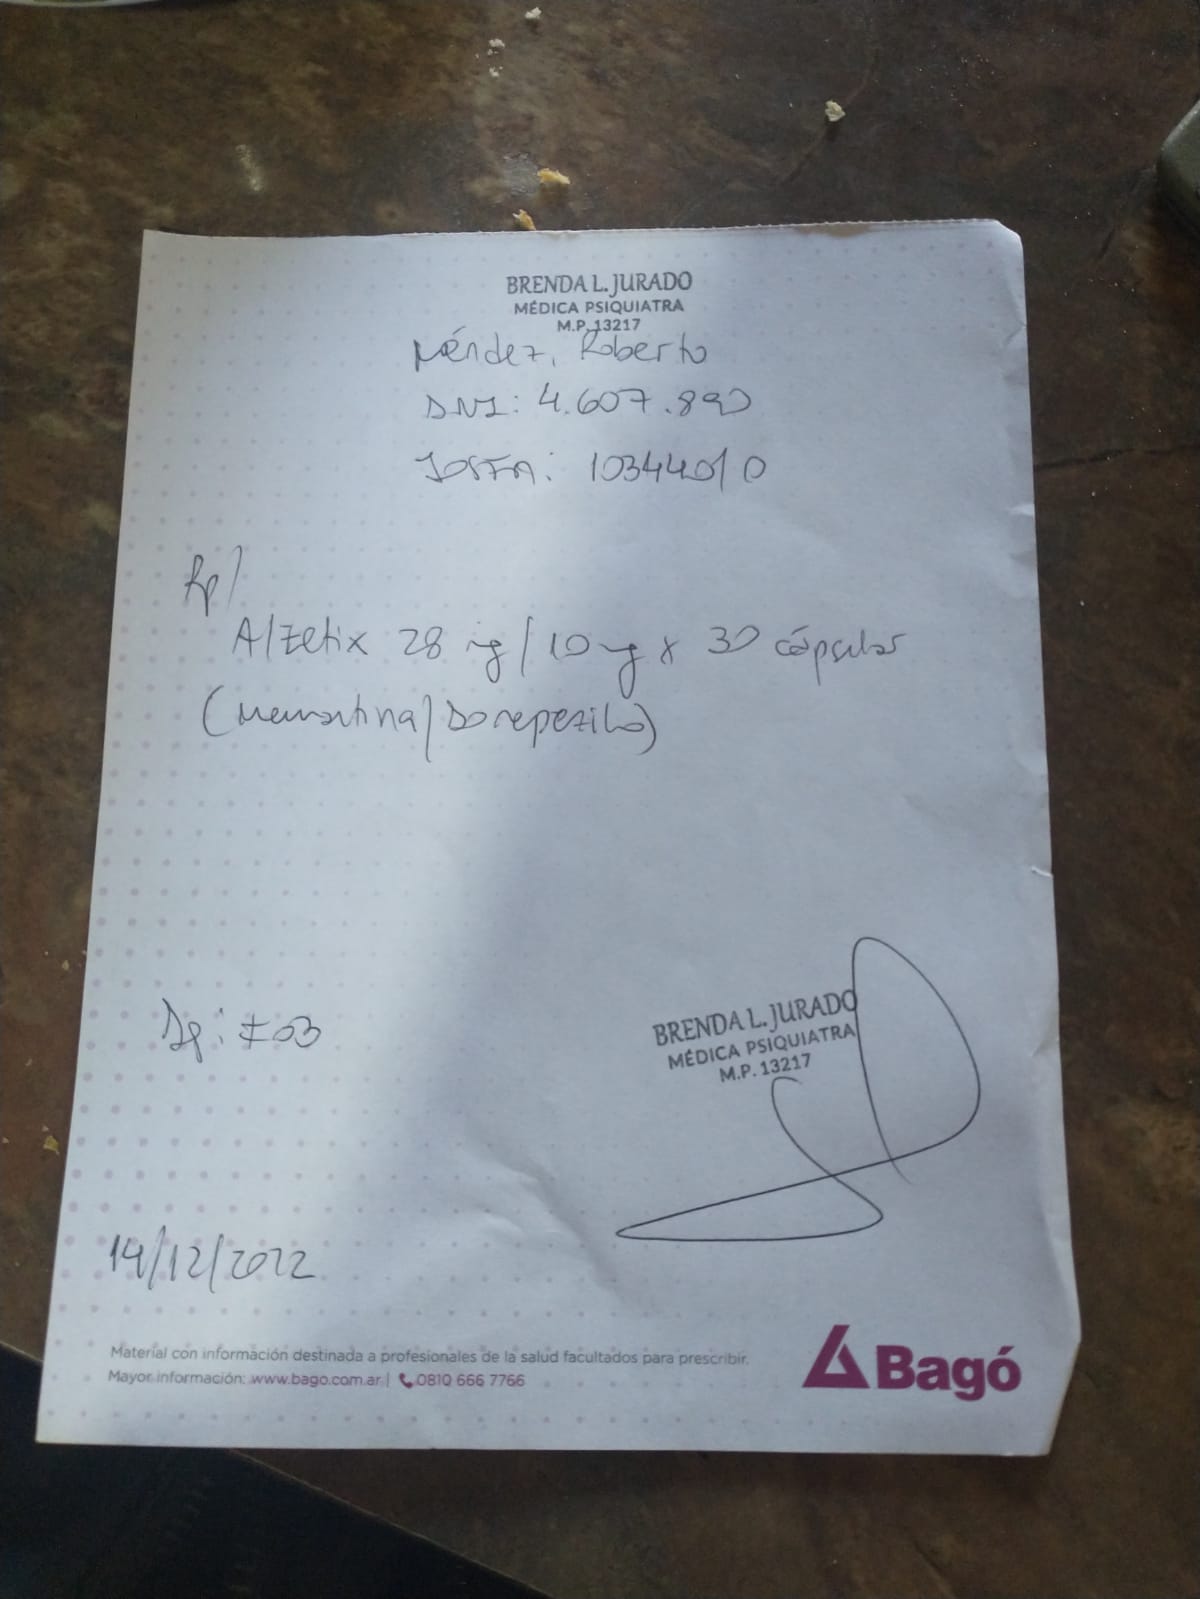 BRENDA L. JURADO
MÉDICA PSIQUIATRA
M.P. 13217
Méndez, Roberto
DNI: 4.607.890
IOSFA: 103440/0
Rp/
Alzetix 28 mg/10 mg x 30 cápsulas
(Memantina/Donepezilo)
Dg: F03
BRENDA L. JURADO
MÉDICA PSIQUIATRA
M.P. 13217
14/12/2022
Material con información destinada a profesionales de la salud facultados para prescribir.
Mayor información: www.bago.com.ar | 0810 666 7766
Bagó